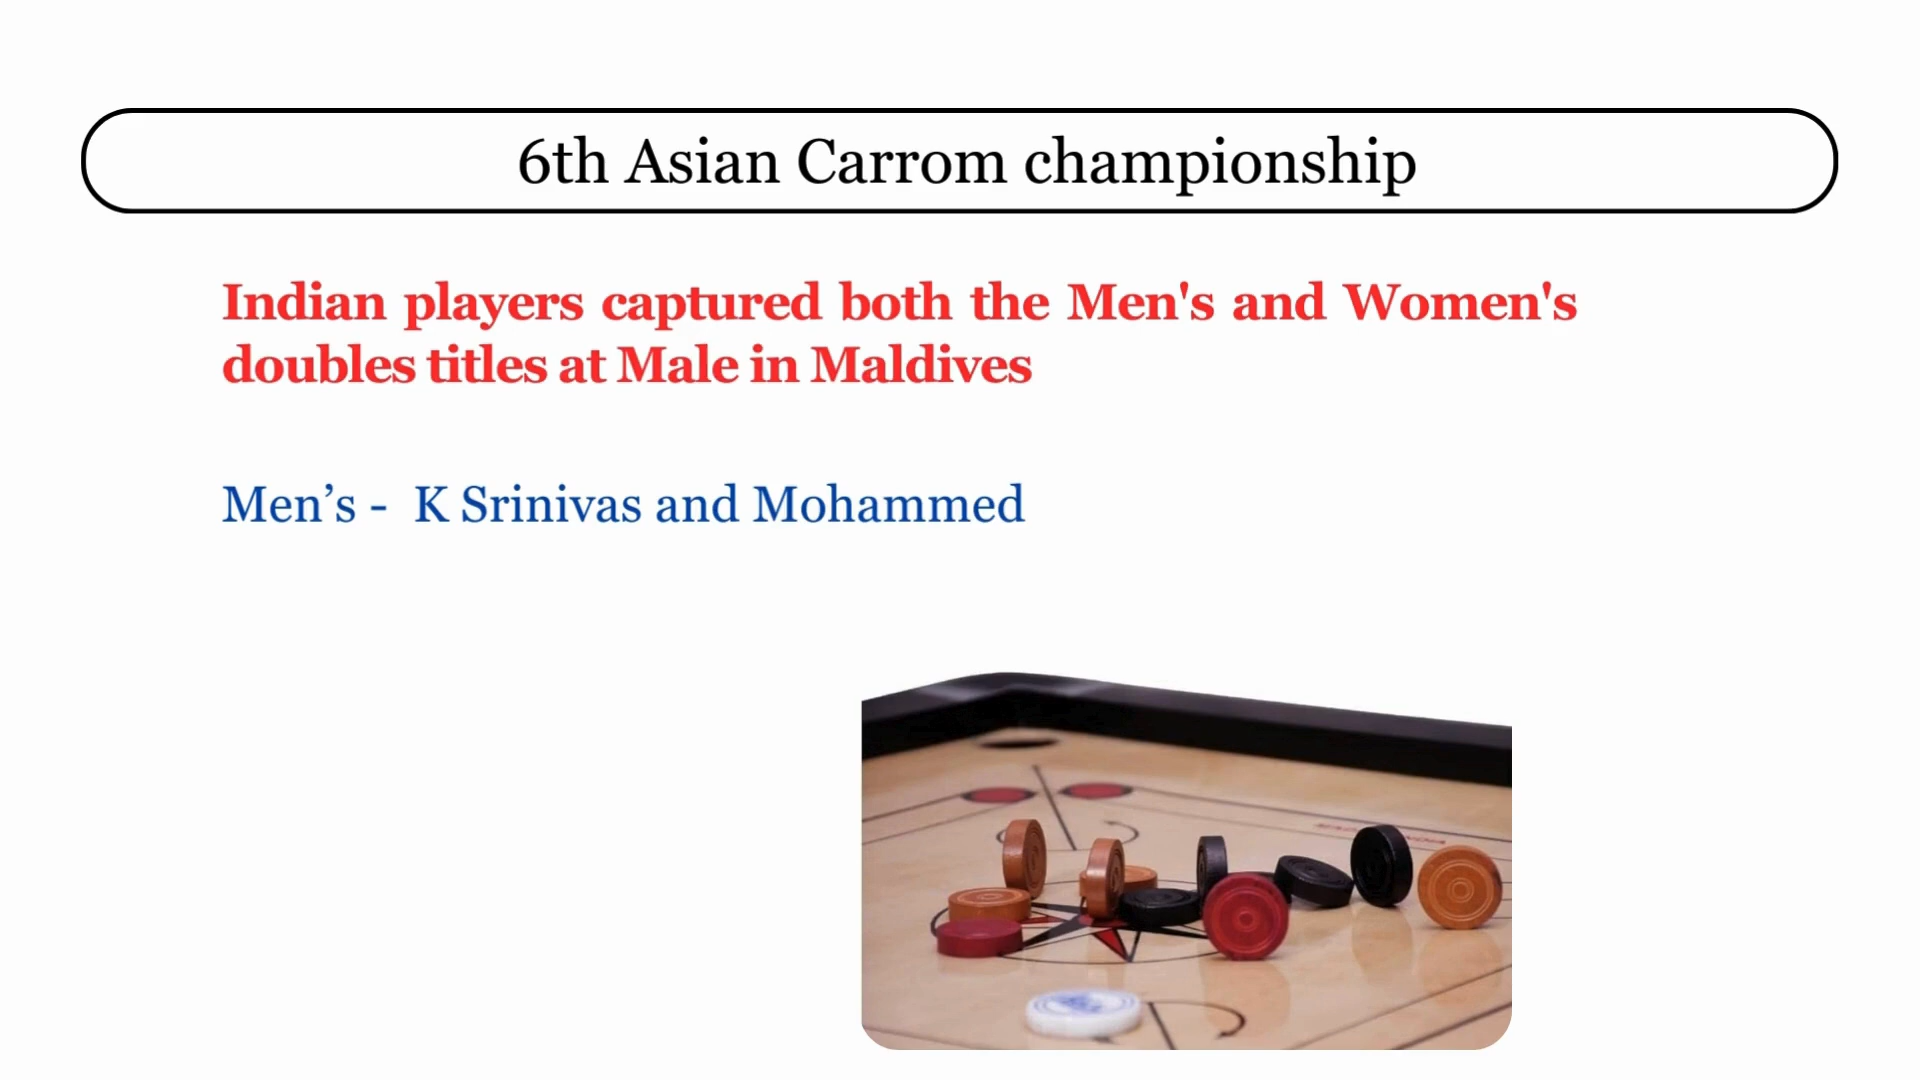 6th Asian Carrom championship
Indian players captured both the Men's and Women's
doubles titles at Male in Maldives
Men’s - K Srinivas and Mohammed